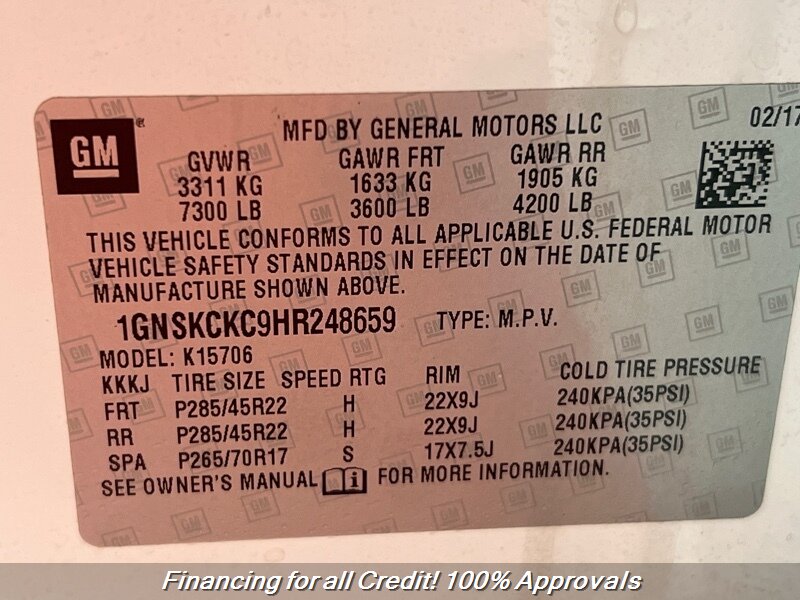 GM
MFD BY GENERAL MOTORS LLC 02/17
GVWR GAWR FRT GAWR RR
3311 KG 1633 KG 1905 KG
7300 LB 3600 LB 4200 LB
THIS VEHICLE CONFORMS TO ALL APPLICABLE U.S. FEDERAL MOTOR
VEHICLE SAFETY STANDARDS IN EFFECT ON THE DATE OF
MANUFACTURE SHOWN ABOVE.
1GNSKCKC9HR248659 TYPE: M.P.V.
MODEL: K15706
KKKJ TIRE SIZE SPEED RTG RIM COLD TIRE PRESSURE
FRT P285/45R22 H 22X9J 240KPA(35PSI)
RR P285/45R22 H 22X9J 240KPA(35PSI)
SPA P265/70R17 S 17X7.5J 240KPA(35PSI)
SEE OWNER'S MANUAL FOR MORE INFORMATION.
Financing for all Credit! 100% Approvals